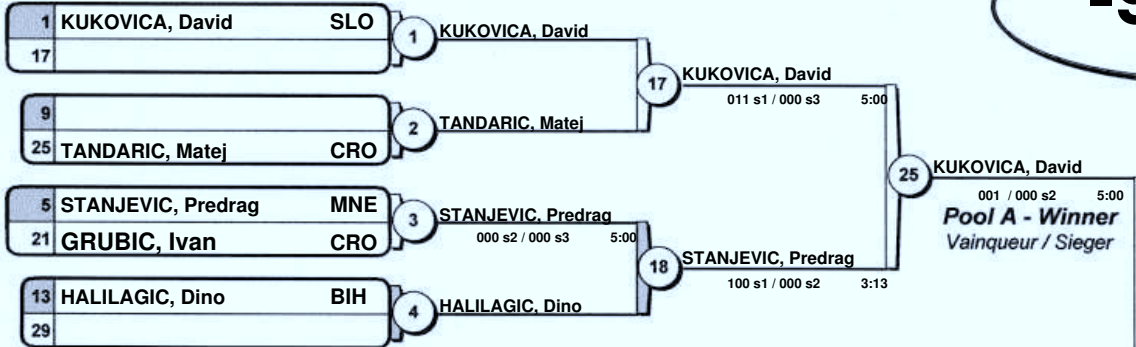 1 KUKOVICA, David SLO
17
1
KUKOVICA, David
9
25 TANDARIC, Matej CRO
2
TANDARIC, Matej
17
KUKOVICA, David
011 s1 / 000 s3 5:00
5 STANJEVIC, Predrag MNE
21 GRUBIC, Ivan CRO
3
STANJEVIC, Predrag
000 s2 / 000 s3 5:00
13 HALILAGIC, Dino BIH
29
4
HALILAGIC, Dino
18
STANJEVIC, Predrag
100 s1 / 000 s2 3:13
25
KUKOVICA, David
001 / 000 s2 5:00
Pool A - Winner
Vainqueur / Sieger